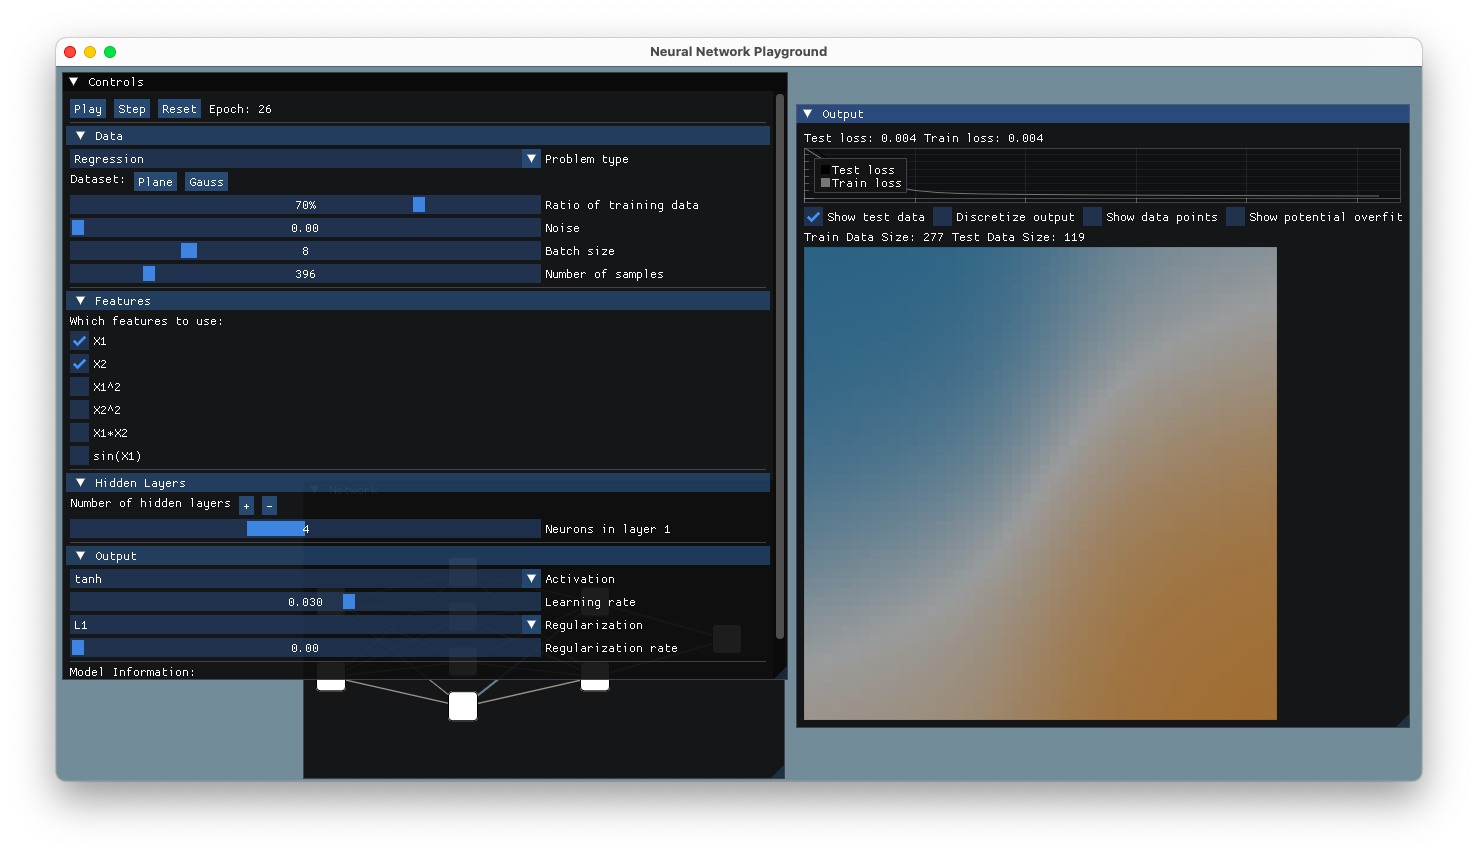 Neural Network Playground
Controls
Play Step Reset Epoch: 26
Data
Regression Problem type
Dataset: Plane Gauss
70% Ratio of training data
0.00 Noise
8 Batch size
396 Number of samples
Features
Which features to use:
X1
X2
X1^2
X2^2
X1*X2
sin(X1)
Hidden Layers
Network
Number of hidden layers + -
4 Neurons in layer 1
Output
tanh Activation
0.030 Learning rate
L1 Regularization
0.00 Regularization rate
Model Information:
Output
Test loss: 0.004 Train loss: 0.004
Test loss
Train loss
Show test data Discretize output Show data points Show potential overfit
Train Data Size: 277 Test Data Size: 119